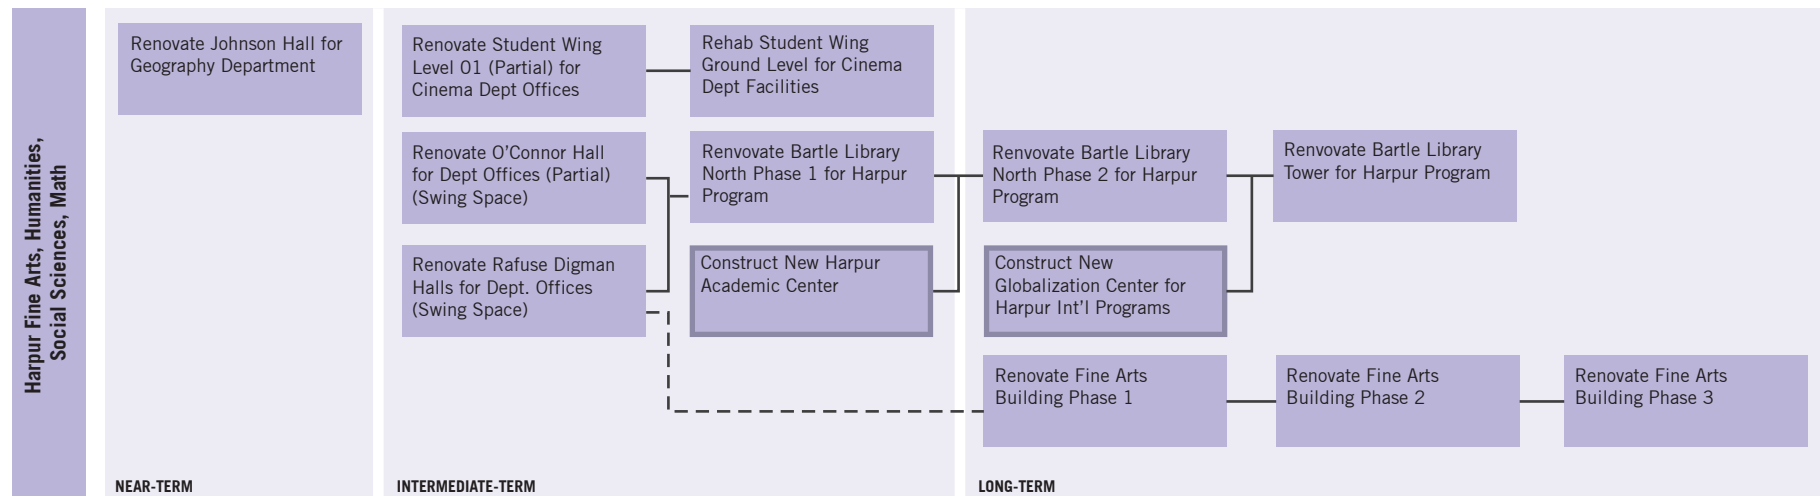 Harpur Fine Arts, Humanities,
Social Sciences, Math
Renovate Johnson Hall for
Geography Department
NEAR-TERM
Renovate Student Wing
Level 01 (Partial) for
Cinema Dept Offices
Rehab Student Wing
Ground Level for Cinema
Dept Facilities
Renovate O’Connor Hall
for Dept Offices (Partial)
(Swing Space)
Renvovate Bartle Library
North Phase 1 for Harpur
Program
Renovate Rafuse Digman
Halls for Dept. Offices
(Swing Space)
Construct New Harpur
Academic Center
INTERMEDIATE-TERM
Renvovate Bartle Library
North Phase 2 for Harpur
Program
Renvovate Bartle Library
Tower for Harpur Program
Construct New
Globalization Center for
Harpur Int’l Programs
Renovate Fine Arts
Building Phase 1
Renovate Fine Arts
Building Phase 2
Renovate Fine Arts
Building Phase 3
LONG-TERM